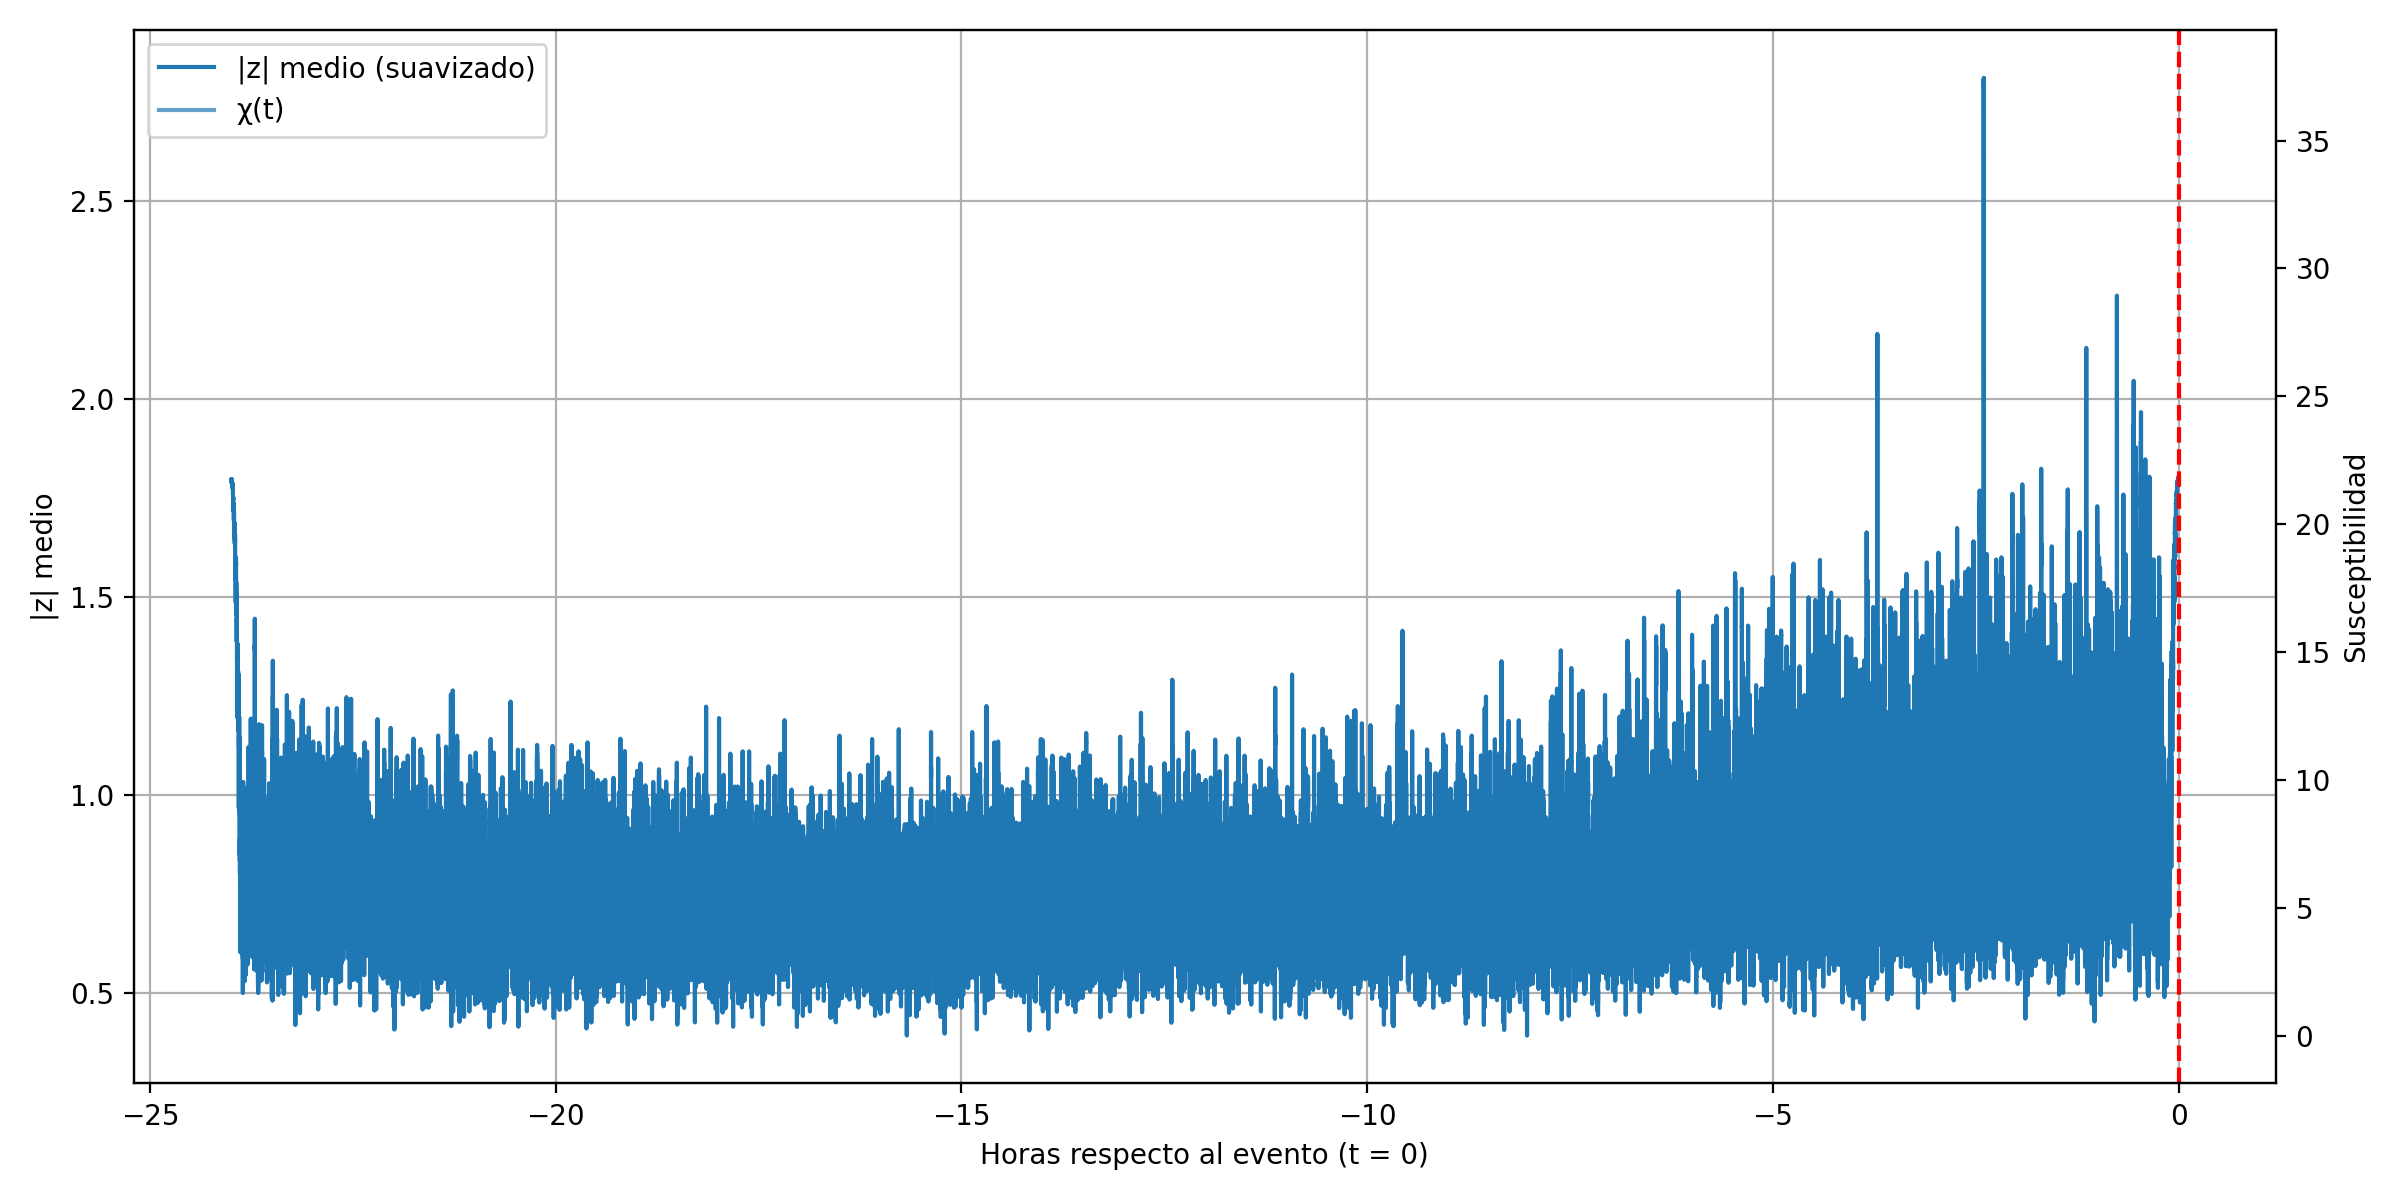 |z| medio (suavizado)
χ(t)
2.5
2.0
1.5
1.0
0.5
|z| medio
35
30
25
20
15
10
5
0
Susceptibilidad
−25 −20 −15 −10 −5 0
Horas respecto al evento (t = 0)